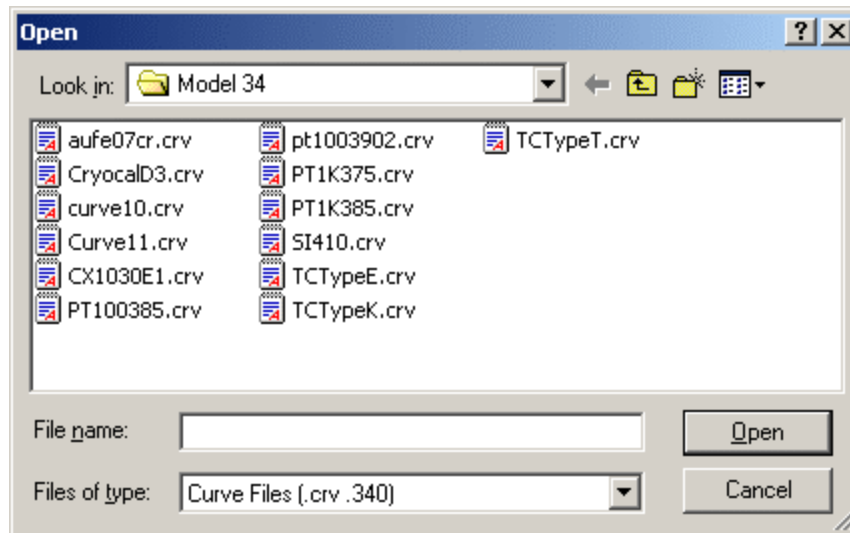 Open
Look in: Model 34
aufe07cr.crv pt1003902.crv TCTypeT.crv
CryocalD3.crv PT1K375.crv
curve10.crv PT1K385.crv
Curve11.crv SI410.crv
CX1030E1.crv TCTypeE.crv
PT100385.crv TCTypeK.crv
File name: Open
Files of type: Curve Files (.crv .340) Cancel